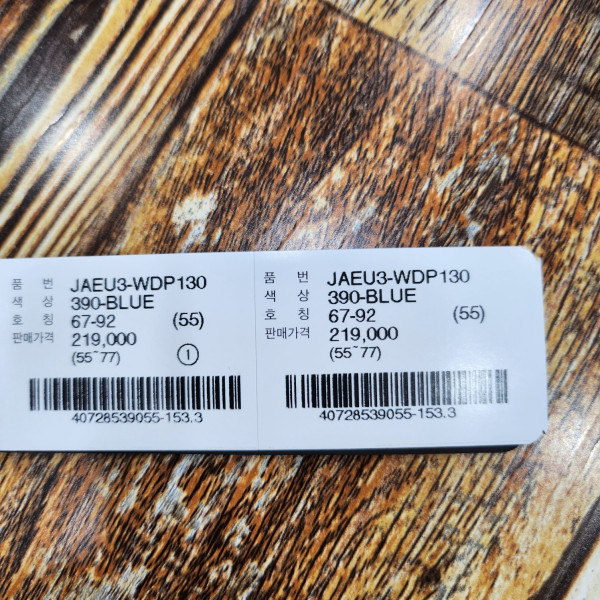 품 번 JAEU3-WDP130
색 상 390-BLUE
호 칭 67-92 (55)
판매가격 219,000
(55~77) ①
40728539055-153.3
품 번 JAEU3-WDP130
색 상 390-BLUE
호 칭 67-92 (55)
판매가격 219,000
(55~77)
40728539055-153.3